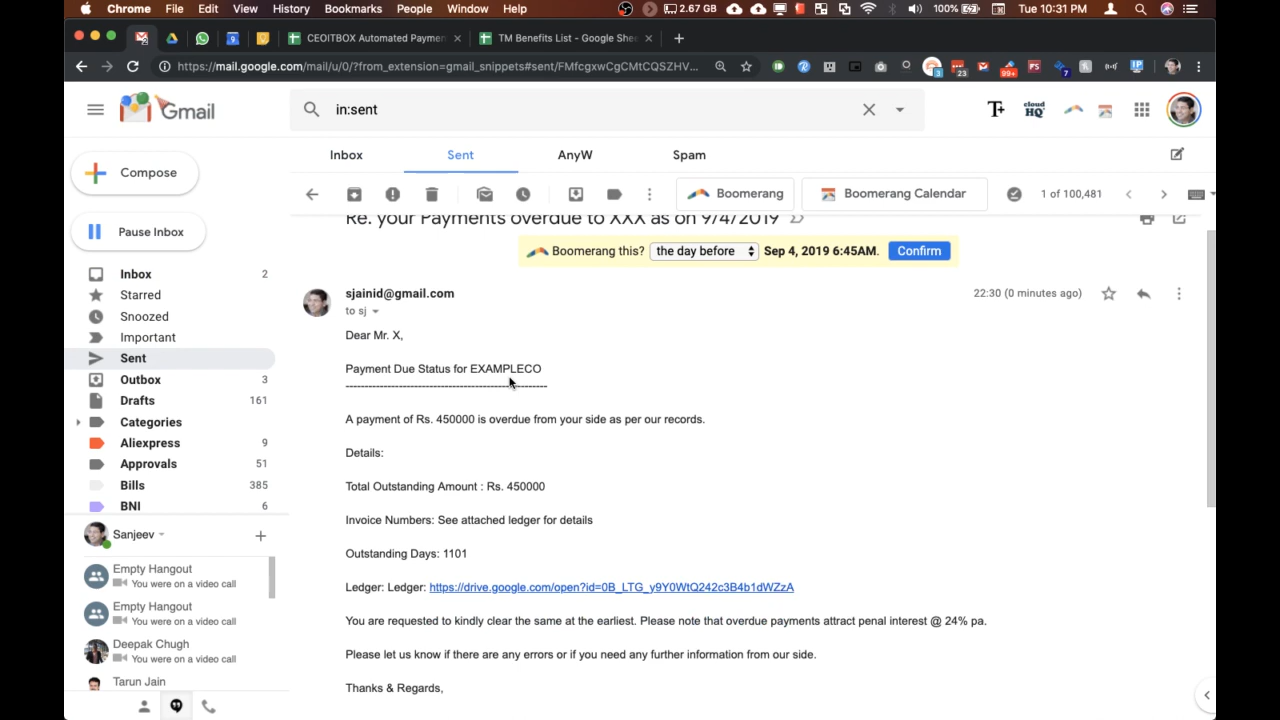 Chrome File Edit View History Bookmarks People Window Help 2.67 GB 100% Tue 10:31 PM
CEOITBOX Automated Paymen TM Benefits List - Google Shee
https://mail.google.com/mail/u/0/?from_extension=gmail_snippets#sent/FMfcgxwCgCMtCQSZHV...
Gmail in:sent
Inbox Sent AnyW Spam
Compose
Boomerang Boomerang Calendar 1 of 100,481
Re. your Payments overdue to XXX as on 9/4/2019
Pause Inbox
Boomerang this? the day before Sep 4, 2019 6:45AM. Confirm
Inbox 2
Starred
Snoozed
Important
Sent
Outbox 3
Drafts 161
Categories
Aliexpress 9
Approvals 51
Bills 385
BNI 6
Sanjeev
Empty Hangout
You were on a video call
Empty Hangout
You were on a video call
Deepak Chugh
You were on a video call
Tarun Jain
sjainid@gmail.com 22:30 (0 minutes ago)
to sj
Dear Mr. X,
Payment Due Status for EXAMPLECO
----------------------------------------------------
A payment of Rs. 450000 is overdue from your side as per our records.
Details:
Total Outstanding Amount : Rs. 450000
Invoice Numbers: See attached ledger for details
Outstanding Days: 1101
Ledger: Ledger: https://drive.google.com/open?id=0B_LTG_y9Y0WtQ242c3B4b1dWZzA
You are requested to kindly clear the same at the earliest. Please note that overdue payments attract penal interest @ 24% pa.
Please let us know if there are any errors or if you need any further information from our side.
Thanks & Regards,